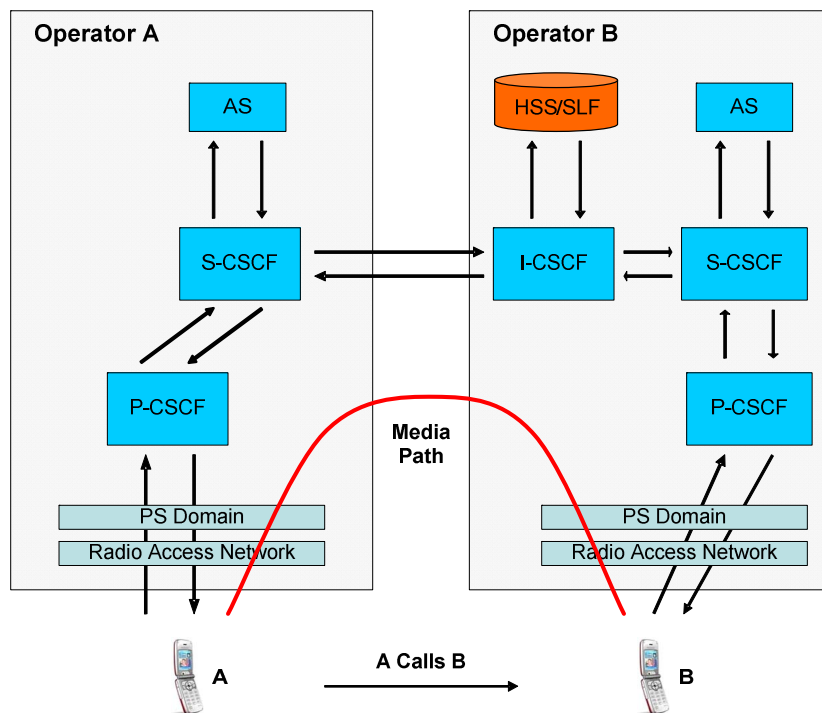 Operator A
Operator B
AS
HSS/SLF
AS
S-CSCF
I-CSCF
S-CSCF
P-CSCF
P-CSCF
Media
Path
PS Domain
PS Domain
Radio Access Network
Radio Access Network
A
A Calls B
B